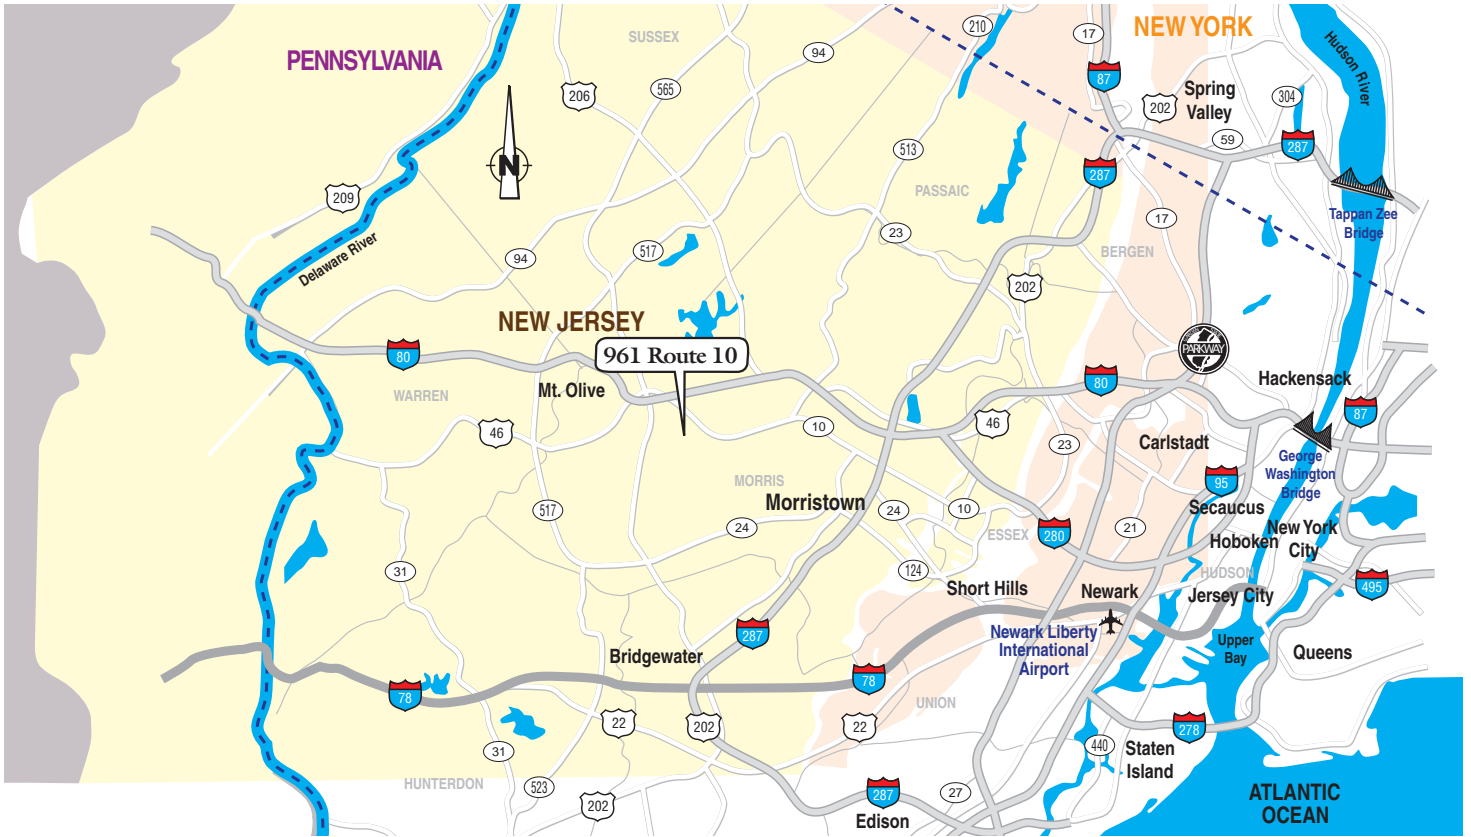 PENNSYLVANIA
SUSSEX
NEW YORK
210
17
94
87
Hudson River
206
565
202
Spring
Valley
304
59
287
513
287
209
PASSAIC
17
Tappan Zee
Bridge
N
23
BERGEN
Delaware River
94
517
202
NEW JERSEY
961 Route 10
PARKWAY
80
80
Hackensack
WARREN
Mt. Olive
87
46
10
46
23
Carlstadt
George
Washington
Bridge
95
MORRIS
Morristown
517
24
24
10
ESSEX
280
21
Secaucus
Hoboken
New York
City
31
124
HUDSON
Short Hills
Newark
Jersey City
495
287
Newark Liberty
International
Airport
Upper
Bay
Queens
Bridgewater
78
78
UNION
22
202
22
278
31
440
Staten
Island
HUNTERDON
523
202
287
27
Edison
ATLANTIC
OCEAN